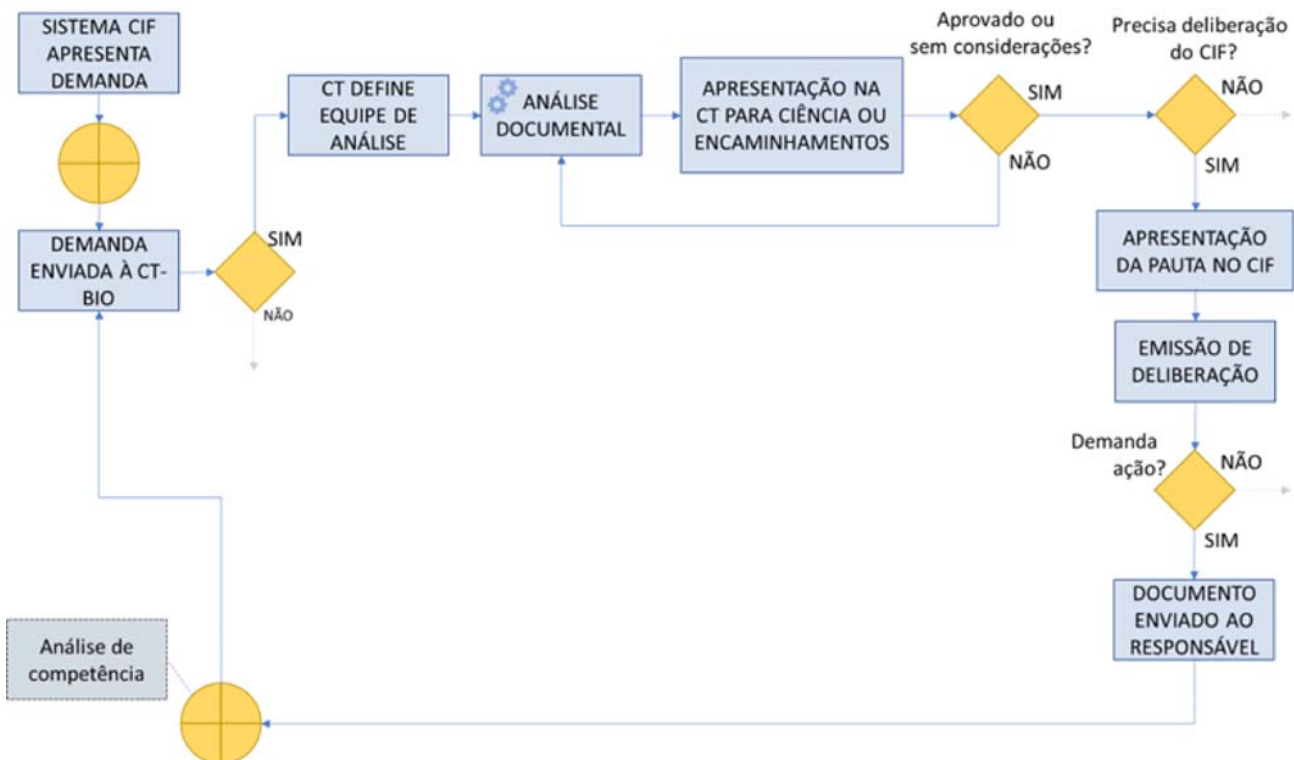 SISTEMA CIF
APRESENTA
DEMANDA
DEMANDA
ENVIADA À CT-
BIO
SIM
NÃO
CT DEFINE
EQUIPE DE
ANÁLISE
ANÁLISE
DOCUMENTAL
APRESENTAÇÃO NA
CT PARA CIÊNCIA OU
ENCAMINHAMENTOS
Aprovado ou
sem considerações?
SIM
NÃO
Precisa deliberação
do CIF?
NÃO
SIM
APRESENTAÇÃO
DA PAUTA NO CIF
EMISSÃO DE
DELIBERAÇÃO
Demanda
ação?
NÃO
SIM
DOCUMENTO
ENVIADO AO
RESPONSÁVEL
Análise de
competência